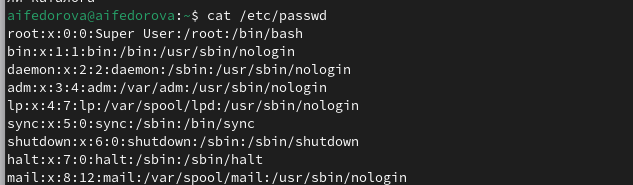 aifedorova@aifedorova:~$ cat /etc/passwd
root:x:0:0:Super User:/root:/bin/bash
bin:x:1:1:bin:/bin:/usr/sbin/nologin
daemon:x:2:2:daemon:/sbin:/usr/sbin/nologin
adm:x:3:4:adm:/var/adm:/usr/sbin/nologin
lp:x:4:7:lp:/var/spool/lpd:/usr/sbin/nologin
sync:x:5:0:sync:/sbin:/bin/sync
shutdown:x:6:0:shutdown:/sbin:/sbin/shutdown
halt:x:7:0:halt:/sbin:/sbin/halt
mail:x:8:12:mail:/var/spool/mail:/usr/sbin/nologin